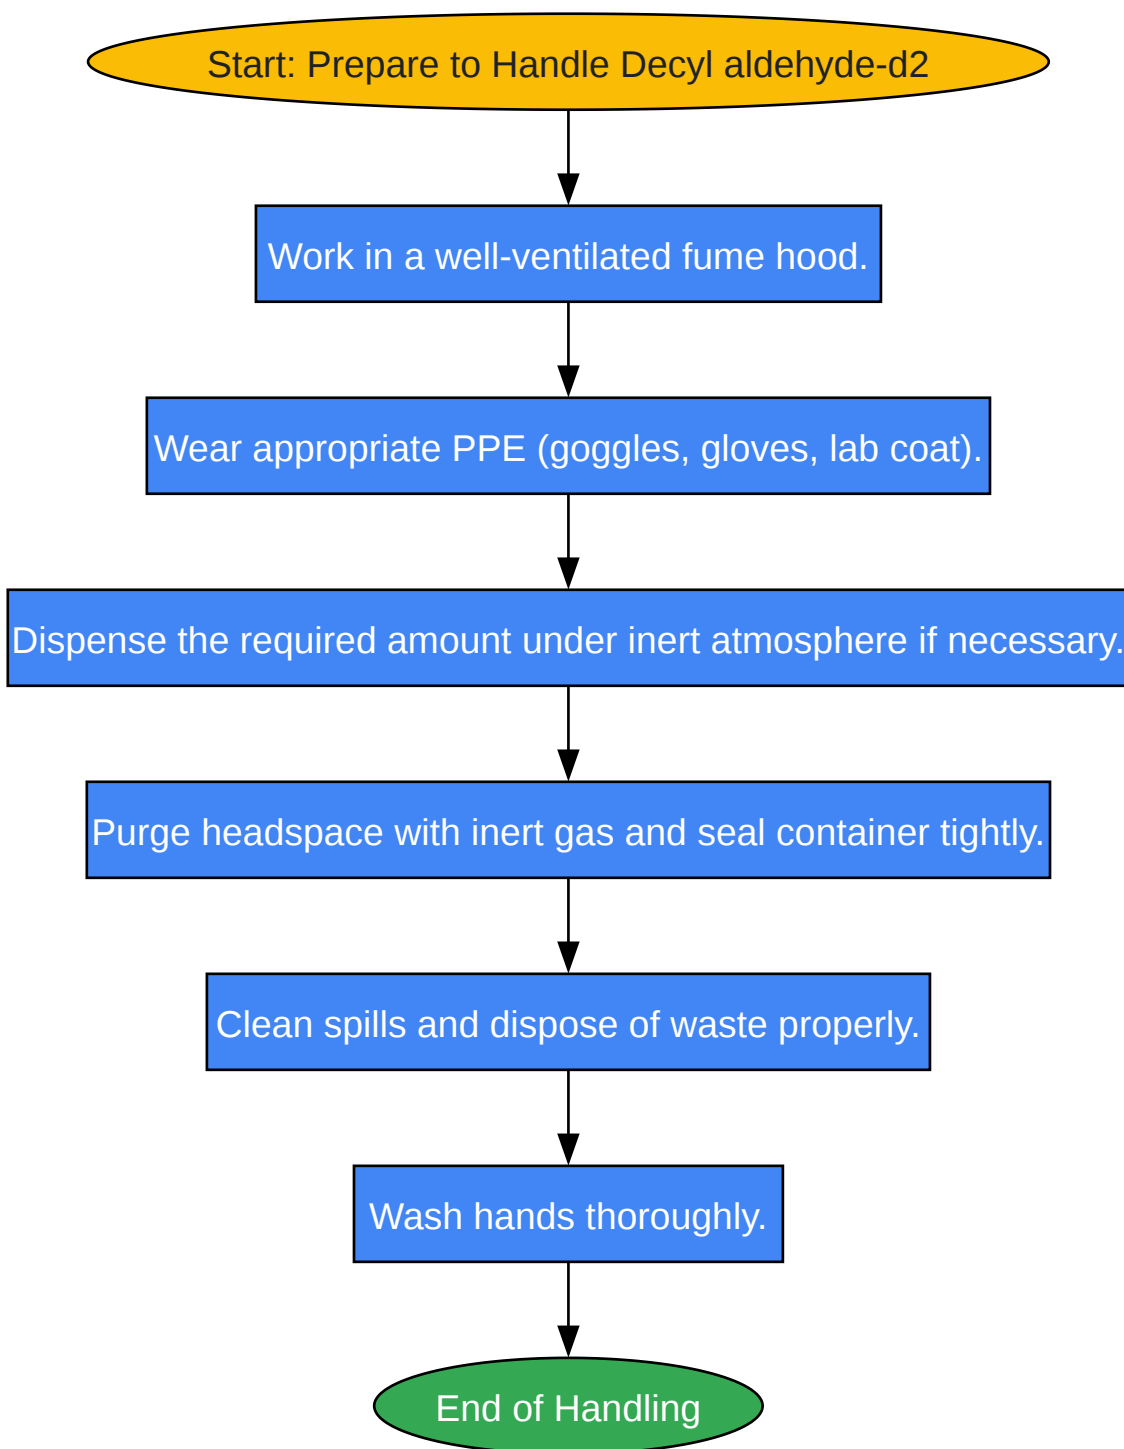 Start: Prepare to Handle Decyl aldehyde-d2
Work in a well-ventilated fume hood.
Wear appropriate PPE (goggles, gloves, lab coat).
Dispense the required amount under inert atmosphere if necessary.
Purge headspace with inert gas and seal container tightly.
Clean spills and dispose of waste properly.
Wash hands thoroughly.
End of Handling